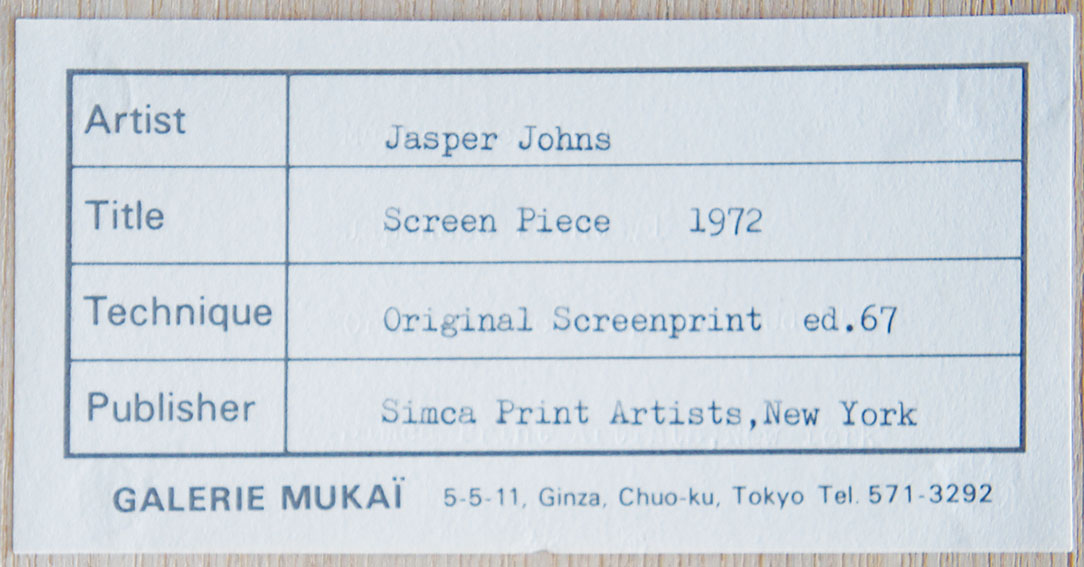 Artist Jasper Johns
Title Screen Piece 1972
Technique Original Screenprint ed.67
Publisher Simca Print Artists,New York
GALERIE MUKAÏ 5-5-11, Ginza, Chuo-ku, Tokyo Tel. 571-3292